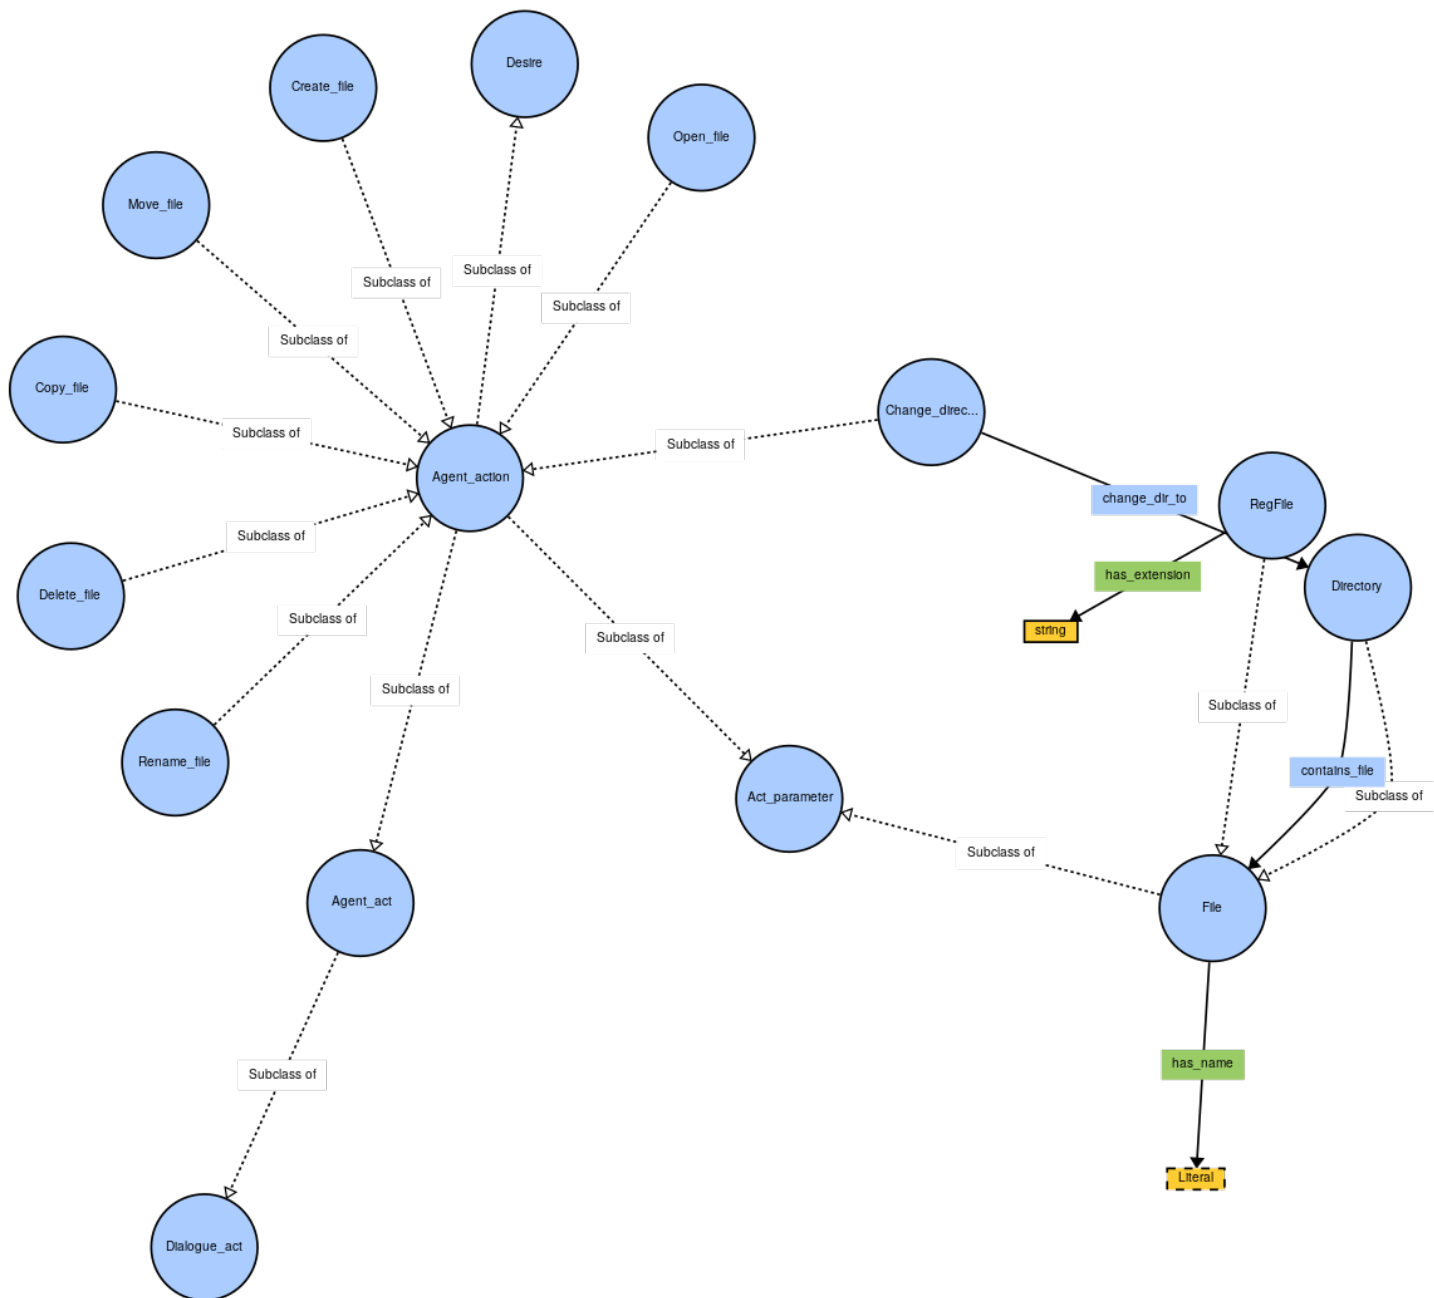 Desire
Create_file
Open_file
Move_file
Subclass of
Subclass of
Subclass of
Subclass of
Copy_file
Change_direc...
Subclass of
Subclass of
Agent_action
change_dir_to
RegFile
Subclass of
has_extension
Directory
Delete_file
string
Subclass of
Subclass of
Subclass of
Subclass of
Rename_file
contains_file
Act_parameter
Subclass of
Subclass of
Agent_act
File
has_name
Subclass of
Literal
Dialogue_act